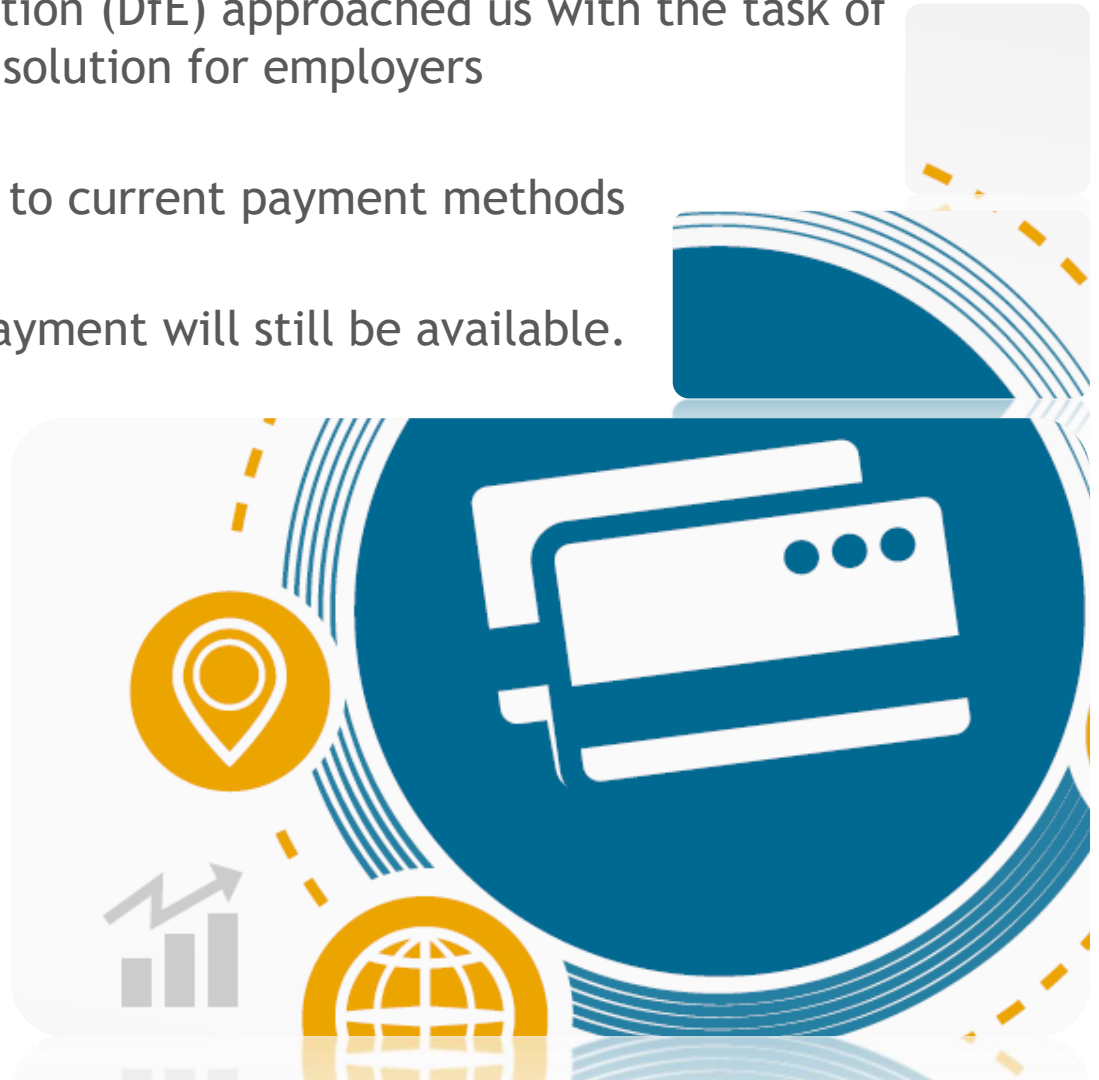 tion (DfE) approached us with the task of
solution for employers
to current payment methods
ayment will still be available.